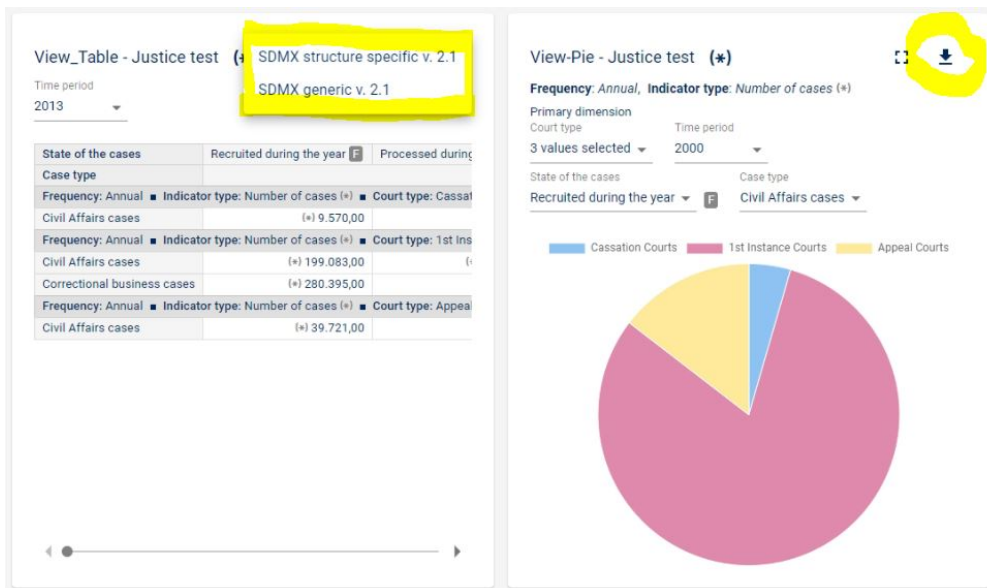 View_Table - Justice test (*
SDMX structure specific v. 2.1
SDMX generic v. 2.1
Time period
2013
State of the cases Recruited during the year F Processed during
Case type
Frequency: Annual ■ Indicator type: Number of cases (*) ■ Court type: Cassat
Civil Affairs cases (*) 9.570,00
Frequency: Annual ■ Indicator type: Number of cases (*) ■ Court type: 1st Ins
Civil Affairs cases (*) 199.083,00 (*
Correctional business cases (*) 280.395,00
Frequency: Annual ■ Indicator type: Number of cases (*) ■ Court type: Appeal
Civil Affairs cases (*) 39.721,00
View-Pie - Justice test (*)
Frequency: Annual, Indicator type: Number of cases (*)
Primary dimension
Court type Time period
3 values selected 2000
State of the cases Case type
Recruited during the year F Civil Affairs cases
Cassation Courts 1st Instance Courts Appeal Courts